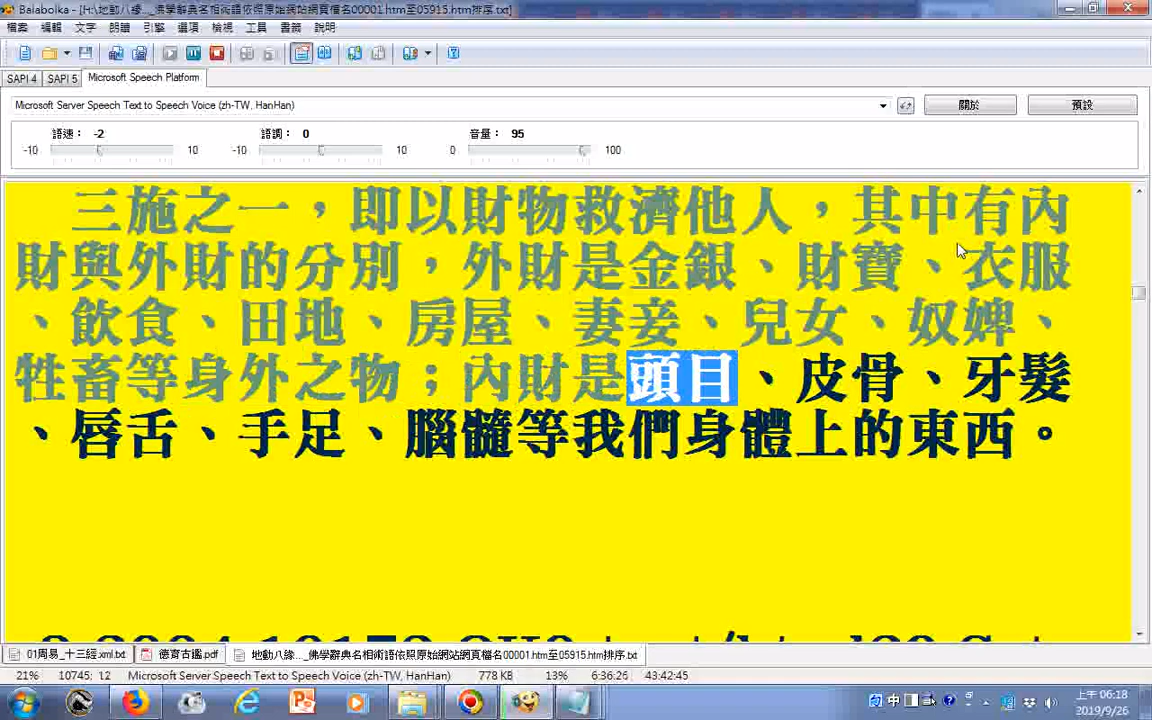 Balabolka - [H:\地動八緣..._佛學辭典名相術語依照原始網站網頁檔名00001.htm至05915.htm排序.txt]
檔案 編輯 文字 朗讀 引擎 選項 檢視 工具 書籤 說明
SAPI 4 SAPI 5 Microsoft Speech Platform
Microsoft Server Speech Text to Speech Voice (zh-TW, HanHan) 關於 預設
語速： -2 語調： 0 音量： 95
-10 10 -10 10 0 100
三施之一，即以財物救濟他人，其中有內
財與外財的分別，外財是金銀、財寶、衣服
、飲食、田地、房屋、妻妾、兒女、奴婢、
牲畜等身外之物；內財是頭目、皮骨、牙髮
、唇舌、手足、腦髓等我們身體上的東西。
01周易_十三經.xml.txt 德育古鑑.pdf 地動八緣..._佛學辭典名相術語依照原始網站網頁檔名00001.htm至05915.htm排序.txt
21% 10745: 12 Microsoft Server Speech Text to Speech Voice (zh-TW, HanHan) 778 KB 13% 6:36:26 43:42:45
中
上午 06:18
2019/9/26